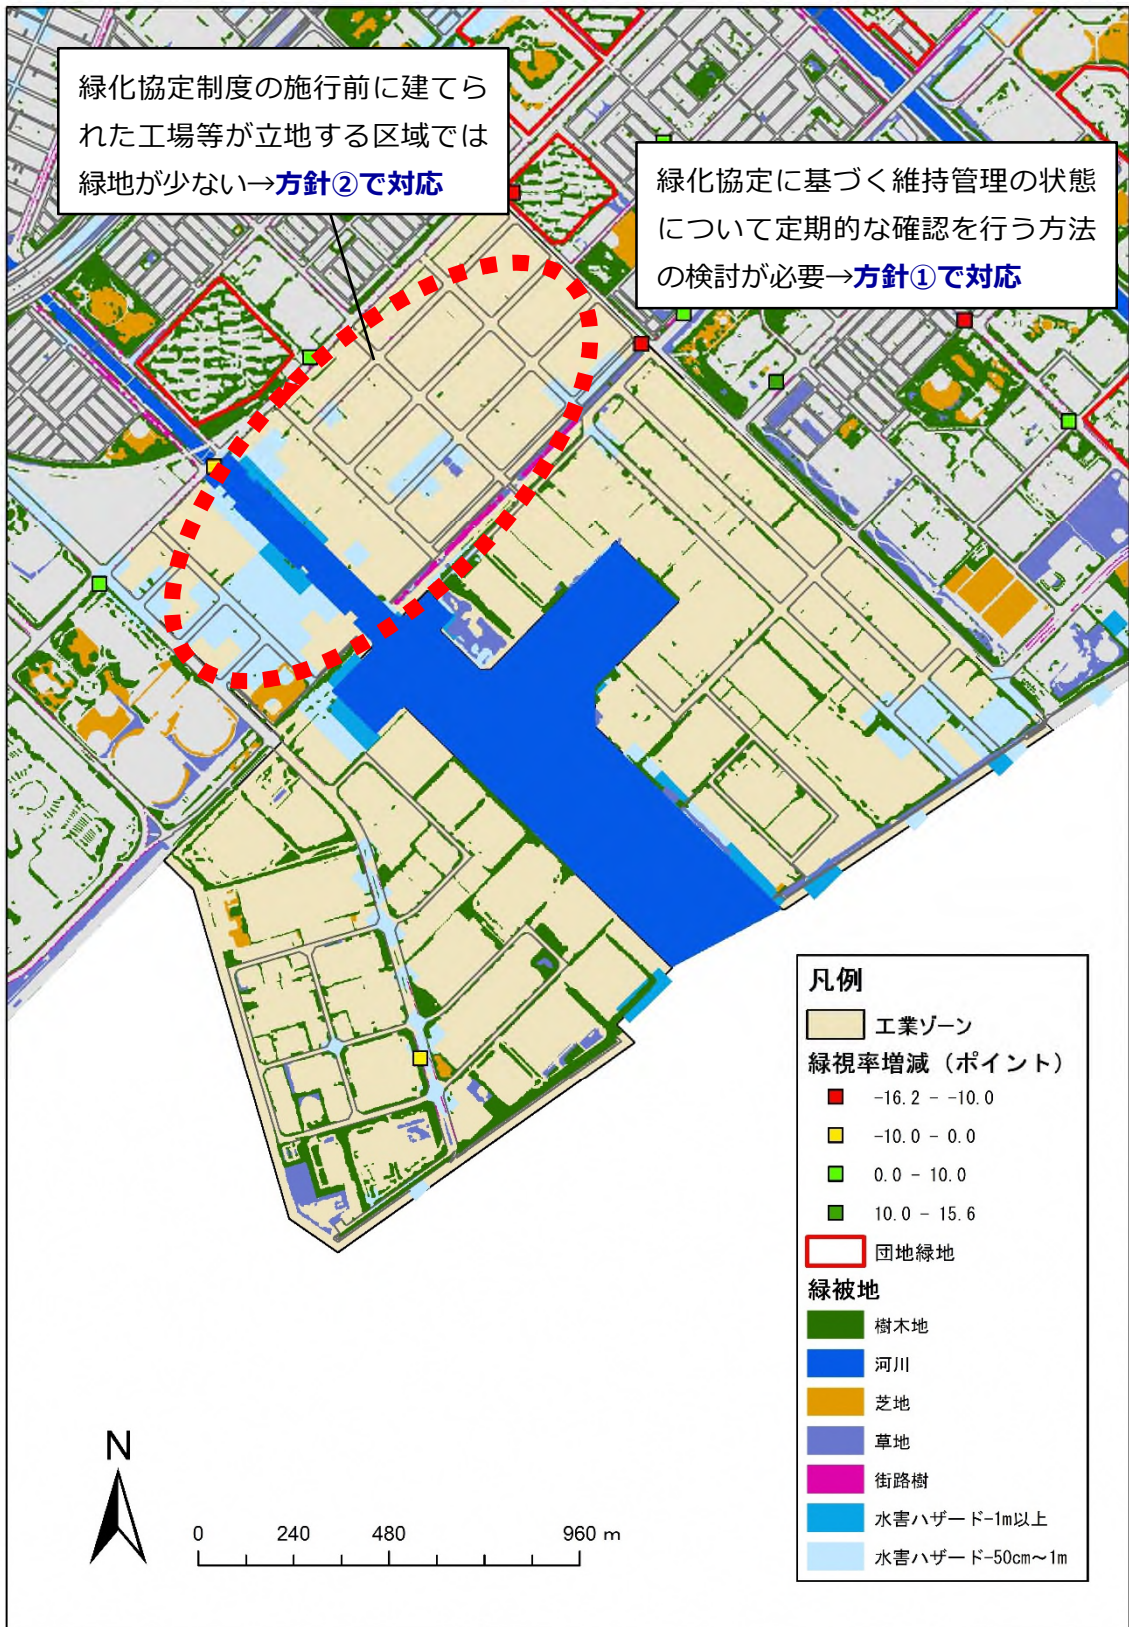 緑化協定制度の施行前に建てら
れた工場等が立地する区域では
緑地が少ない→方針②で対応
緑化協定に基づく維持管理の状態
について定期的な確認を行う方法
の検討が必要→方針①で対応
凡例
工業ゾーン
緑視率増減（ポイント）
-16.2 - -10.0
-10.0 - 0.0
0.0 - 10.0
10.0 - 15.6
団地緑地
緑被地
樹木地
河川
芝地
草地
街路樹
水害ハザード-1m以上
水害ハザード-50cm～1m
N
0 240 480 960 m